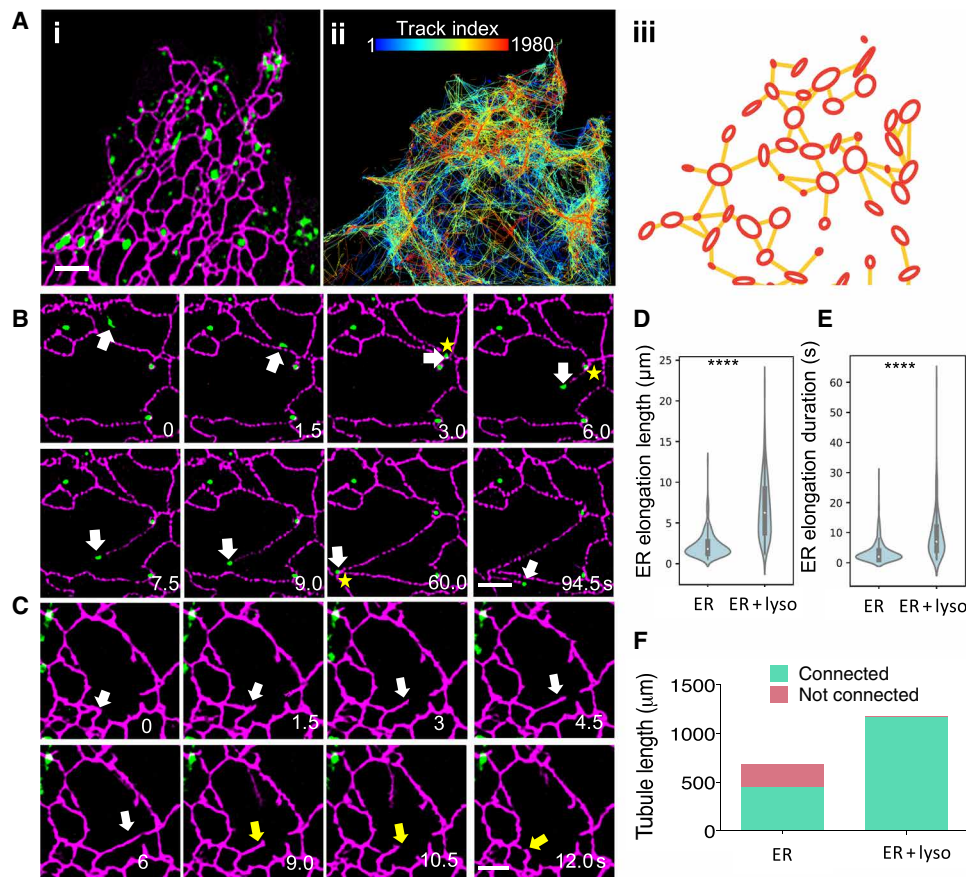 A
i
ii
Track index
1
1980
iii
B
0
1.5
3.0
6.0
7.5
9.0
60.0
94.5s
C
0
1.5
3
4.5
6
9.0
10.5
12.0s
D
ER elongation length (µm)
25
20
15
10
5
0
****
ER
ER+lyso
E
ER elongation duration (s)
60
50
40
30
20
10
0
****
ER
ER+lyso
F
Connected
Not connected
Tubule length (µm)
1500
1000
500
0
ER
ER+lyso